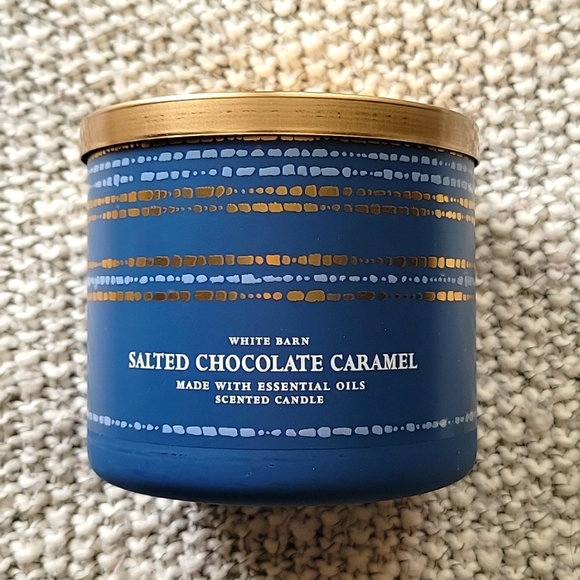 WHITE BARN
SALTED CHOCOLATE CARAMEL
MADE WITH ESSENTIAL OILS
SCENTED CANDLE